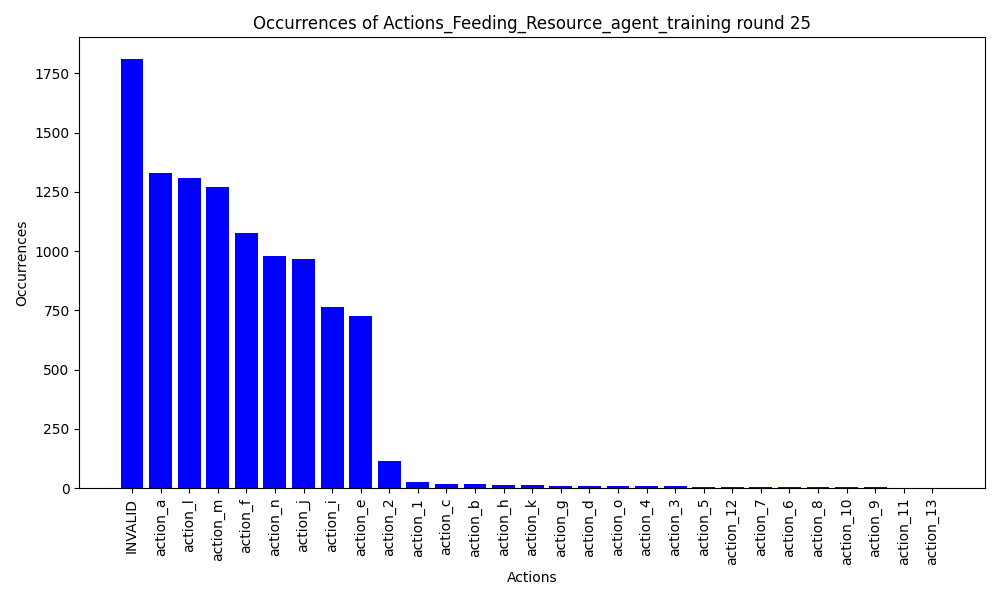 Occurrences of Actions_Feeding_Resource_agent_training round 25
Occurrences
1750
1500
1250
1000
750
500
250
0
INVALID
action_a
action_l
action_m
action_f
action_n
action_j
action_i
action_e
action_2
action_1
action_c
action_b
action_h
action_k
action_g
action_d
action_o
action_4
action_3
action_5
action_12
action_7
action_6
action_8
action_10
action_9
action_11
action_13
Actions